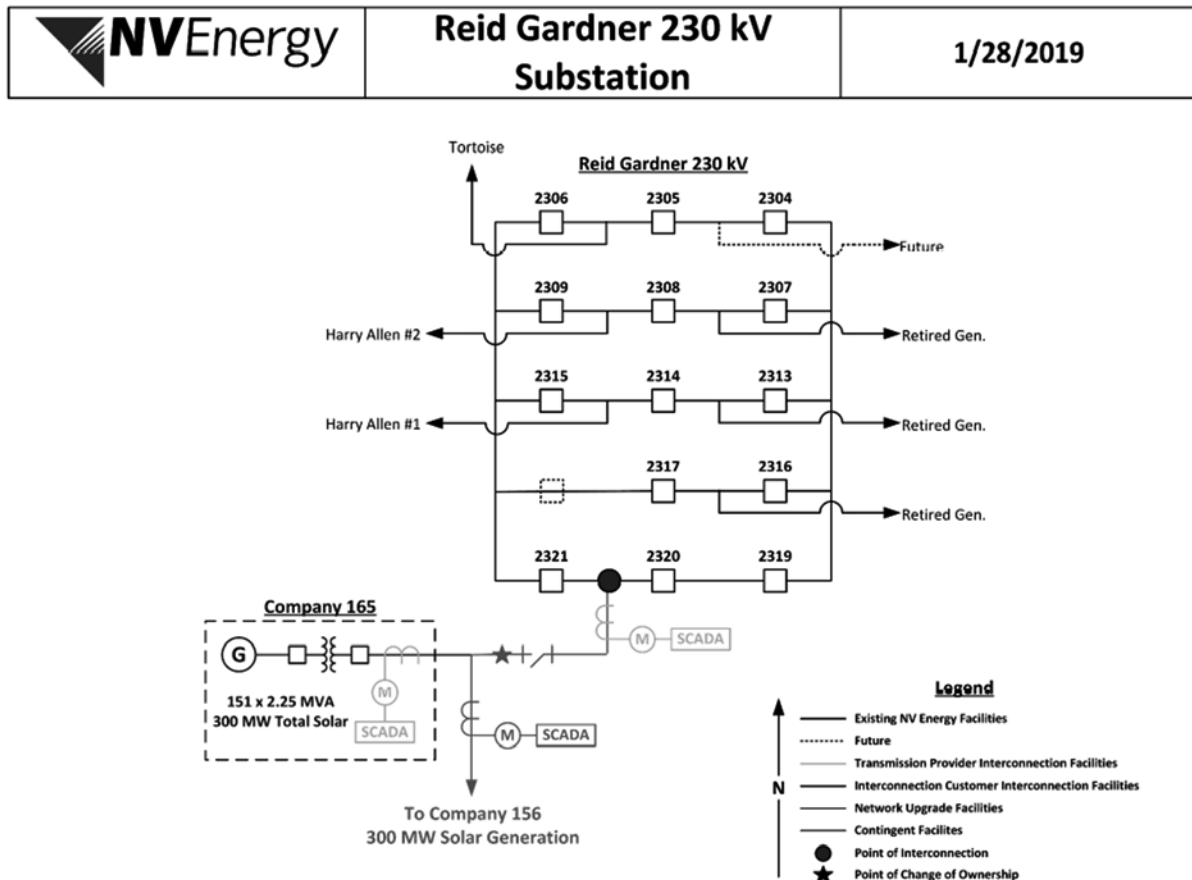 NVEnergy
Reid Gardner 230 kV
Substation
1/28/2019
Tortoise
Reid Gardner 230 kV
2306
2305
2304
Future
2309
2308
2307
Harry Allen #2
Retired Gen.
2315
2314
2313
Harry Allen #1
Retired Gen.
2317
2316
Retired Gen.
2321
2320
2319
Company 165
M
SCADA
G
151 x 2.25 MVA
300 MW Total Solar
M
SCADA
M
SCADA
To Company 156
300 MW Solar Generation
N
Legend
Existing NV Energy Facilities
Future
Transmission Provider Interconnection Facilities
Interconnection Customer Interconnection Facilities
Network Upgrade Facilities
Contingent Facilites
Point of Interconnection
Point of Change of Ownership